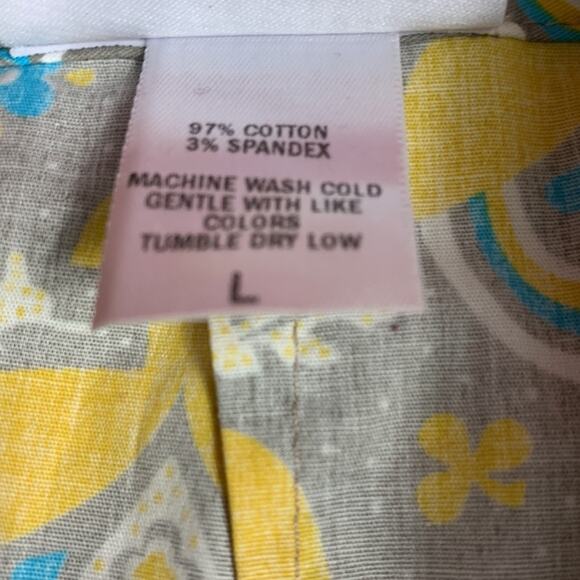 97% COTTON
3% SPANDEX
MACHINE WASH COLD
GENTLE WITH LIKE
COLORS
TUMBLE DRY LOW
L